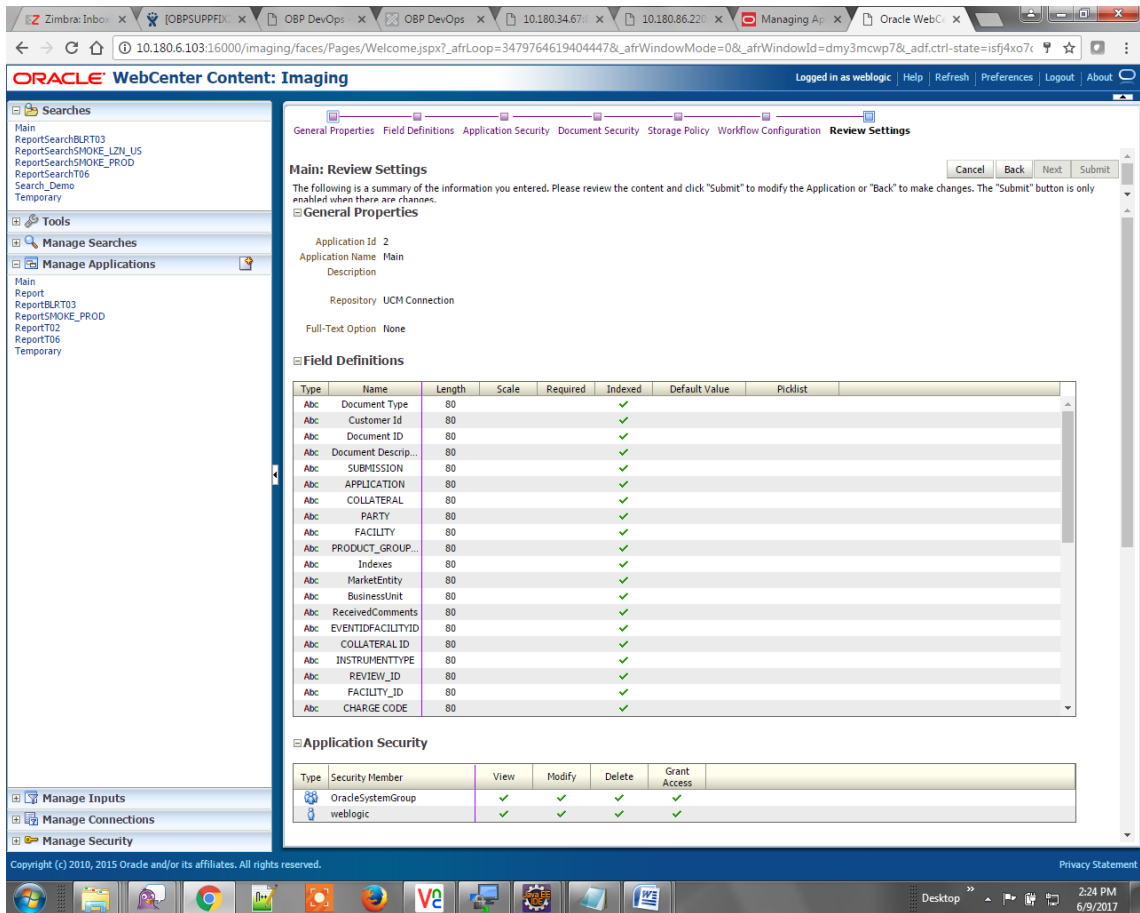 Zimbra: Inbox
[OBPSUPPFIX
OBP DevOps
OBP DevOps
10.180.34.67:
10.180.86.220
Managing Ap
Oracle WebCe
10.180.6.103:16000/imaging/faces/Pages/Welcome.jspx?_afrLoop=34797646194044478&_afrWindowMode=0&_afrWindowId=dmy3mcwp7&_adf.ctrl-state=isfj4xo7c
ORACLE WebCenter Content: Imaging
Logged in as weblogic Help Refresh Preferences Logout About
Searches
Main
ReportSearchBLRT03
ReportSearchSMOKE_LZN_US
ReportSearchSMOKE_PROD
ReportSearchT06
Search_Demo
Temporary
Tools
Manage Searches
Manage Applications
Main
Report
ReportBLRT03
ReportSMOKE_PROD
ReportT02
ReportT06
Temporary
Manage Inputs
Manage Connections
Manage Security
General Properties Field Definitions Application Security Document Security Storage Policy Workflow Configuration Review Settings
Main: Review Settings
Cancel Back Next Submit
The following is a summary of the information you entered. Please review the content and click "Submit" to modify the Application or "Back" to make changes. The "Submit" button is only
enabled when there are changes.
General Properties
Application Id 2
Application Name Main
Description
Repository UCM Connection
Full-Text Option None
Field Definitions
Type Name Length Scale Required Indexed Default Value Picklist
Abc Document Type 80
Abc Customer Id 80
Abc Document ID 80
Abc Document Descrip... 80
Abc SUBMISSION 80
Abc APPLICATION 80
Abc COLLATERAL 80
Abc PARTY 80
Abc FACILITY 80
Abc PRODUCT_GROUP... 80
Abc Indexes 80
Abc MarketEntity 80
Abc BusinessUnit 80
Abc ReceivedComments 80
Abc EVENTIDFACILITYID 80
Abc COLLATERAL ID 80
Abc INSTRUMENTTYPE 80
Abc REVIEW_ID 80
Abc FACILITY_ID 80
Abc CHARGE CODE 80
Application Security
Type Security Member View Modify Delete Grant Access
OracleSystemGroup
weblogic
Copyright (c) 2010, 2015 Oracle and/or its affiliates. All rights reserved.
Privacy Statement
Desktop
2:24 PM
6/9/2017